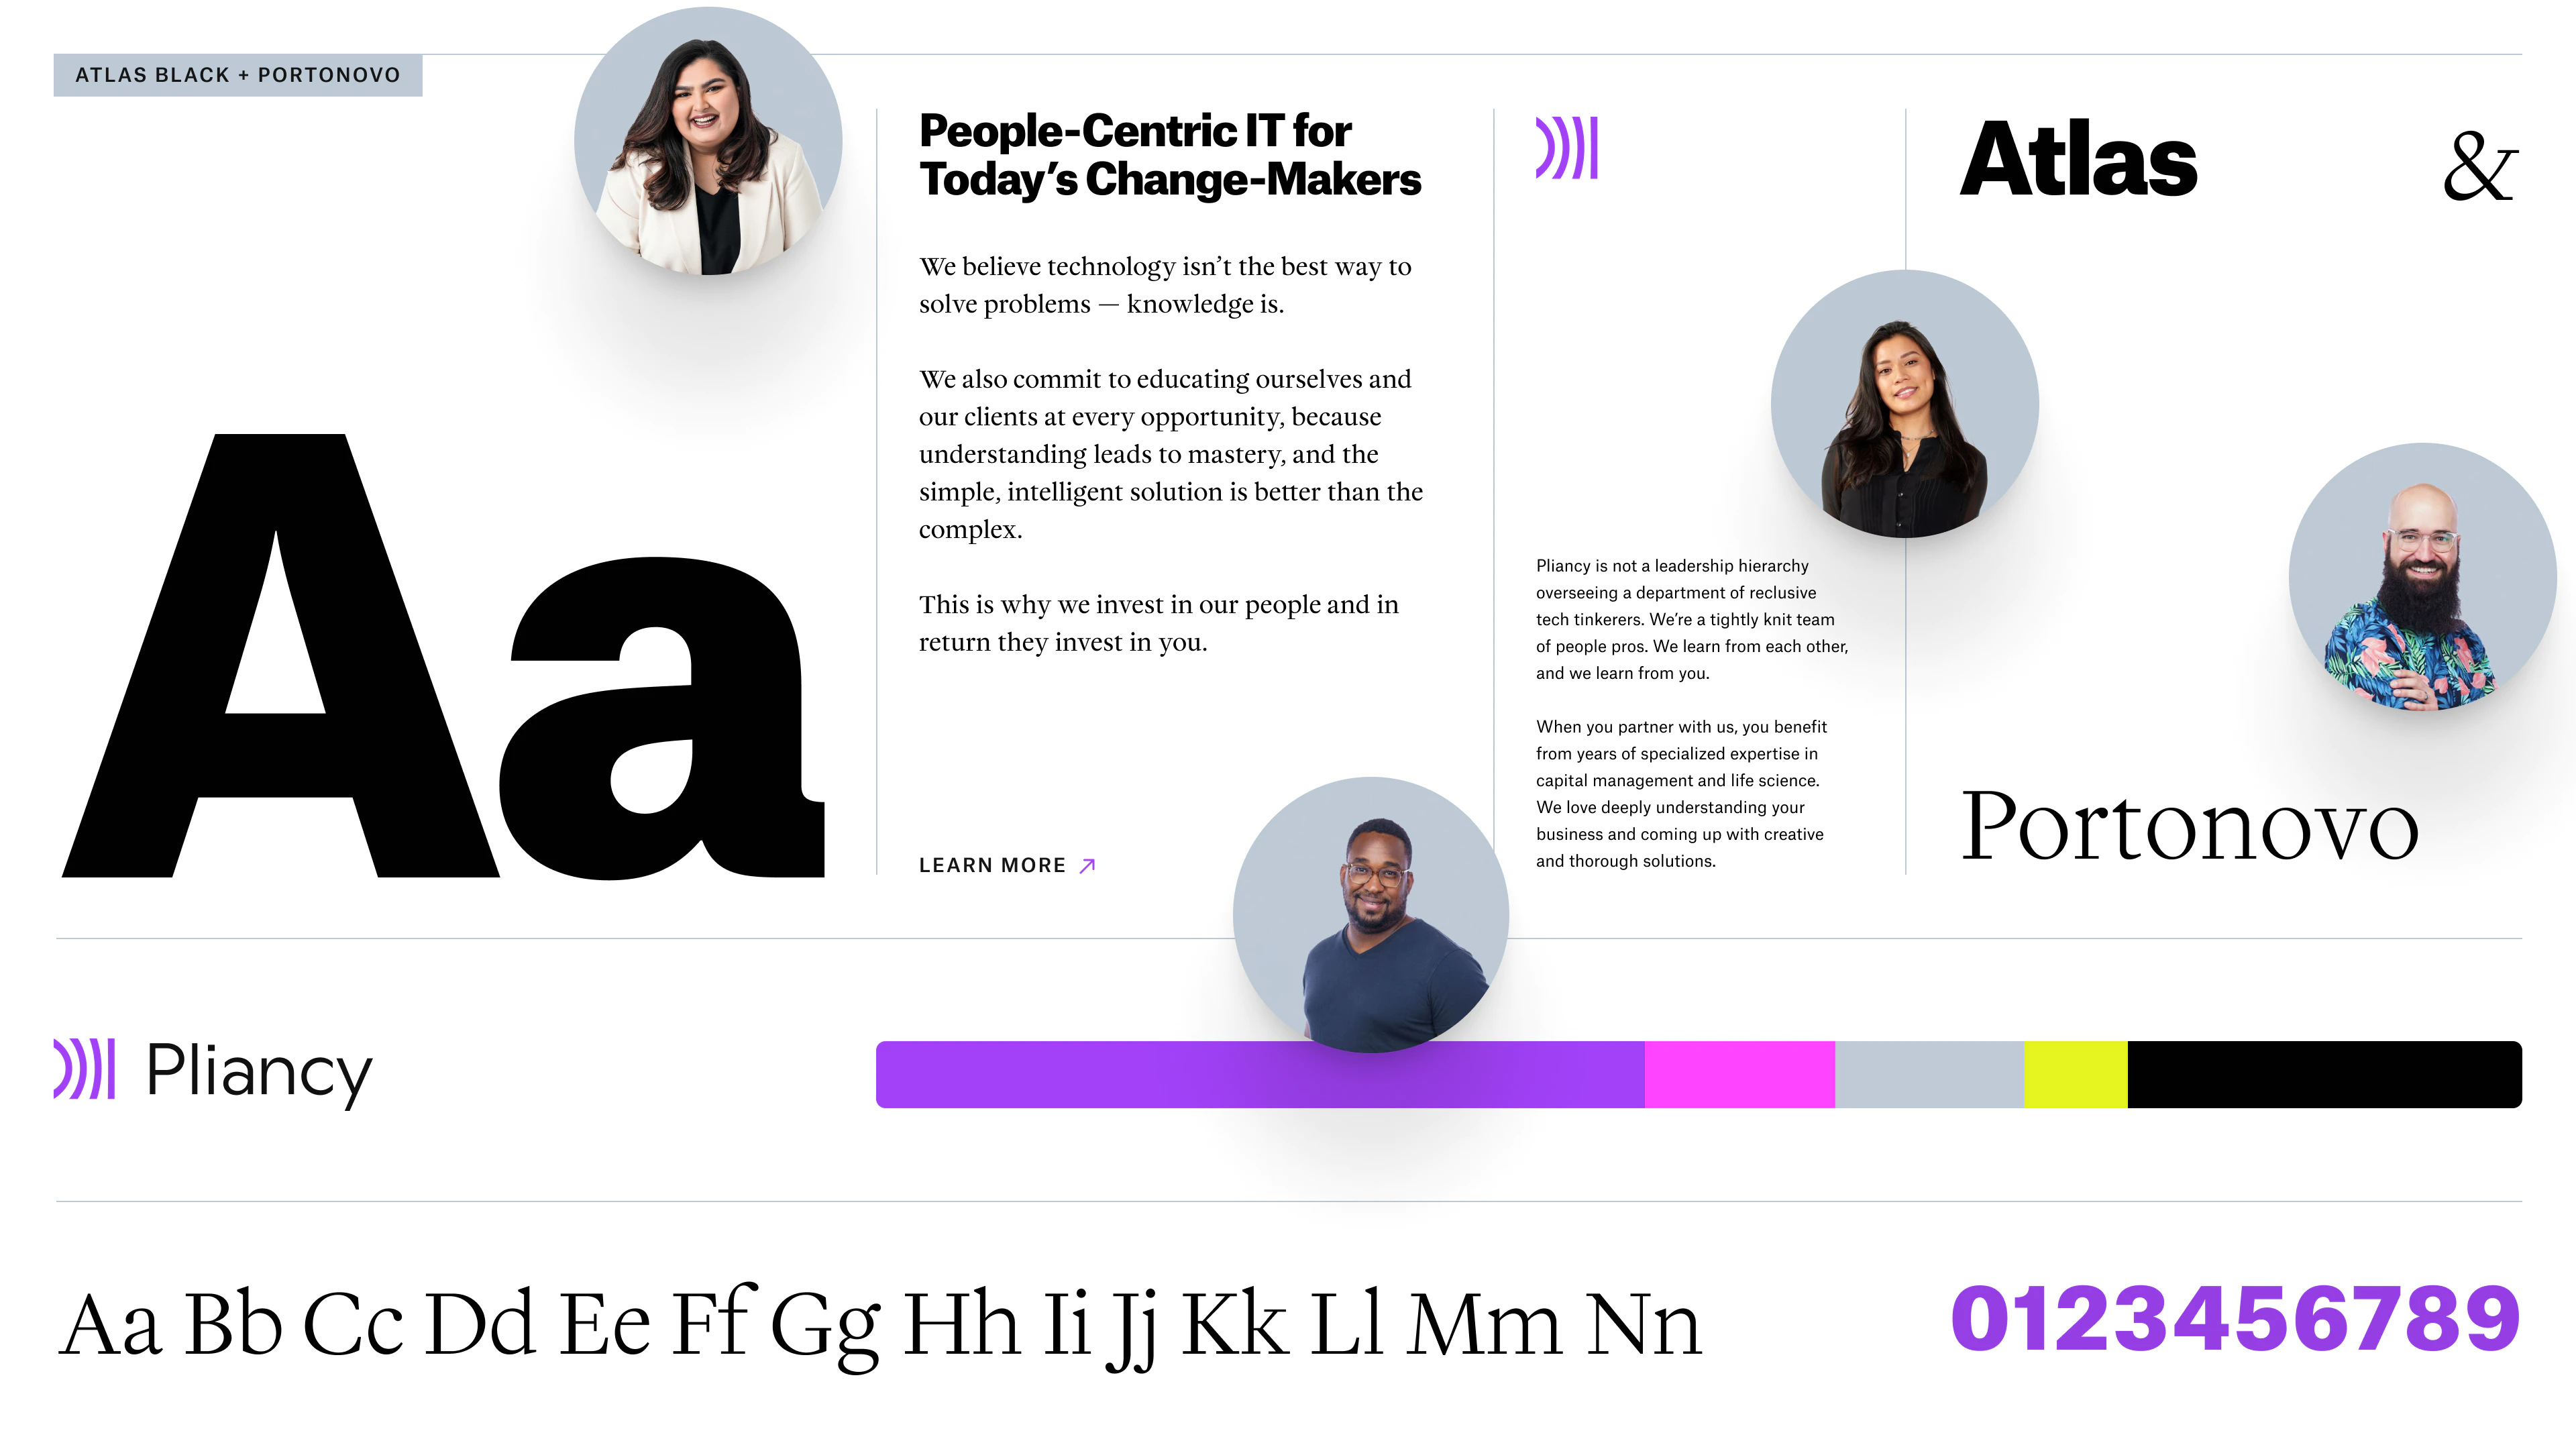 ATLAS BLACK + PORTONOVO
Aa
People-Centric IT for
Today’s Change-Makers
We believe technology isn’t the best way to
solve problems — knowledge is.
We also commit to educating ourselves and
our clients at every opportunity, because
understanding leads to mastery, and the
simple, intelligent solution is better than the
complex.
This is why we invest in our people and in
return they invest in you.
LEARN MORE
Pliancy is not a leadership hierarchy
overseeing a department of reclusive
tech tinkerers. We’re a tightly knit team
of people pros. We learn from each other,
and we learn from you.
When you partner with us, you benefit
from years of specialized expertise in
capital management and life science.
We love deeply understanding your
business and coming up with creative
and thorough solutions.
Atlas &
Portonovo
Pliancy
Aa Bb Cc Dd Ee Ff Gg Hh Ii Jj Kk Ll Mm Nn
0123456789